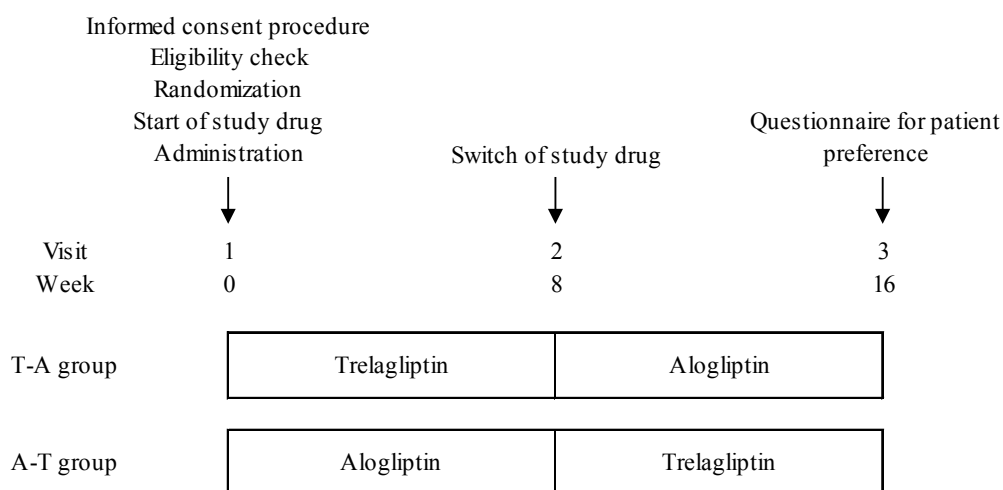 Informed consent procedure
Eligibility check
Randomization
Start of study drug
Administration
Switch of study drug
Questionnaire for patient
preference
Visit 1 2 3
Week 0 8 16
T-A group Trelagliptin Alogliptin
A-T group Alogliptin Trelagliptin